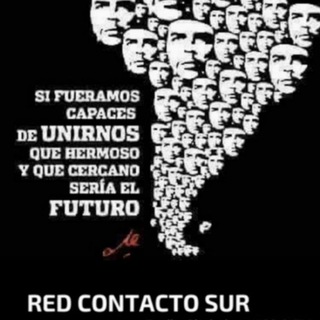 SI FUERAMOS
CAPACES
DE UNIRNOS
QUE HERMOSO
Y QUE CERCANO
SERÍA EL
FUTURO
RED CONTACTO SUR